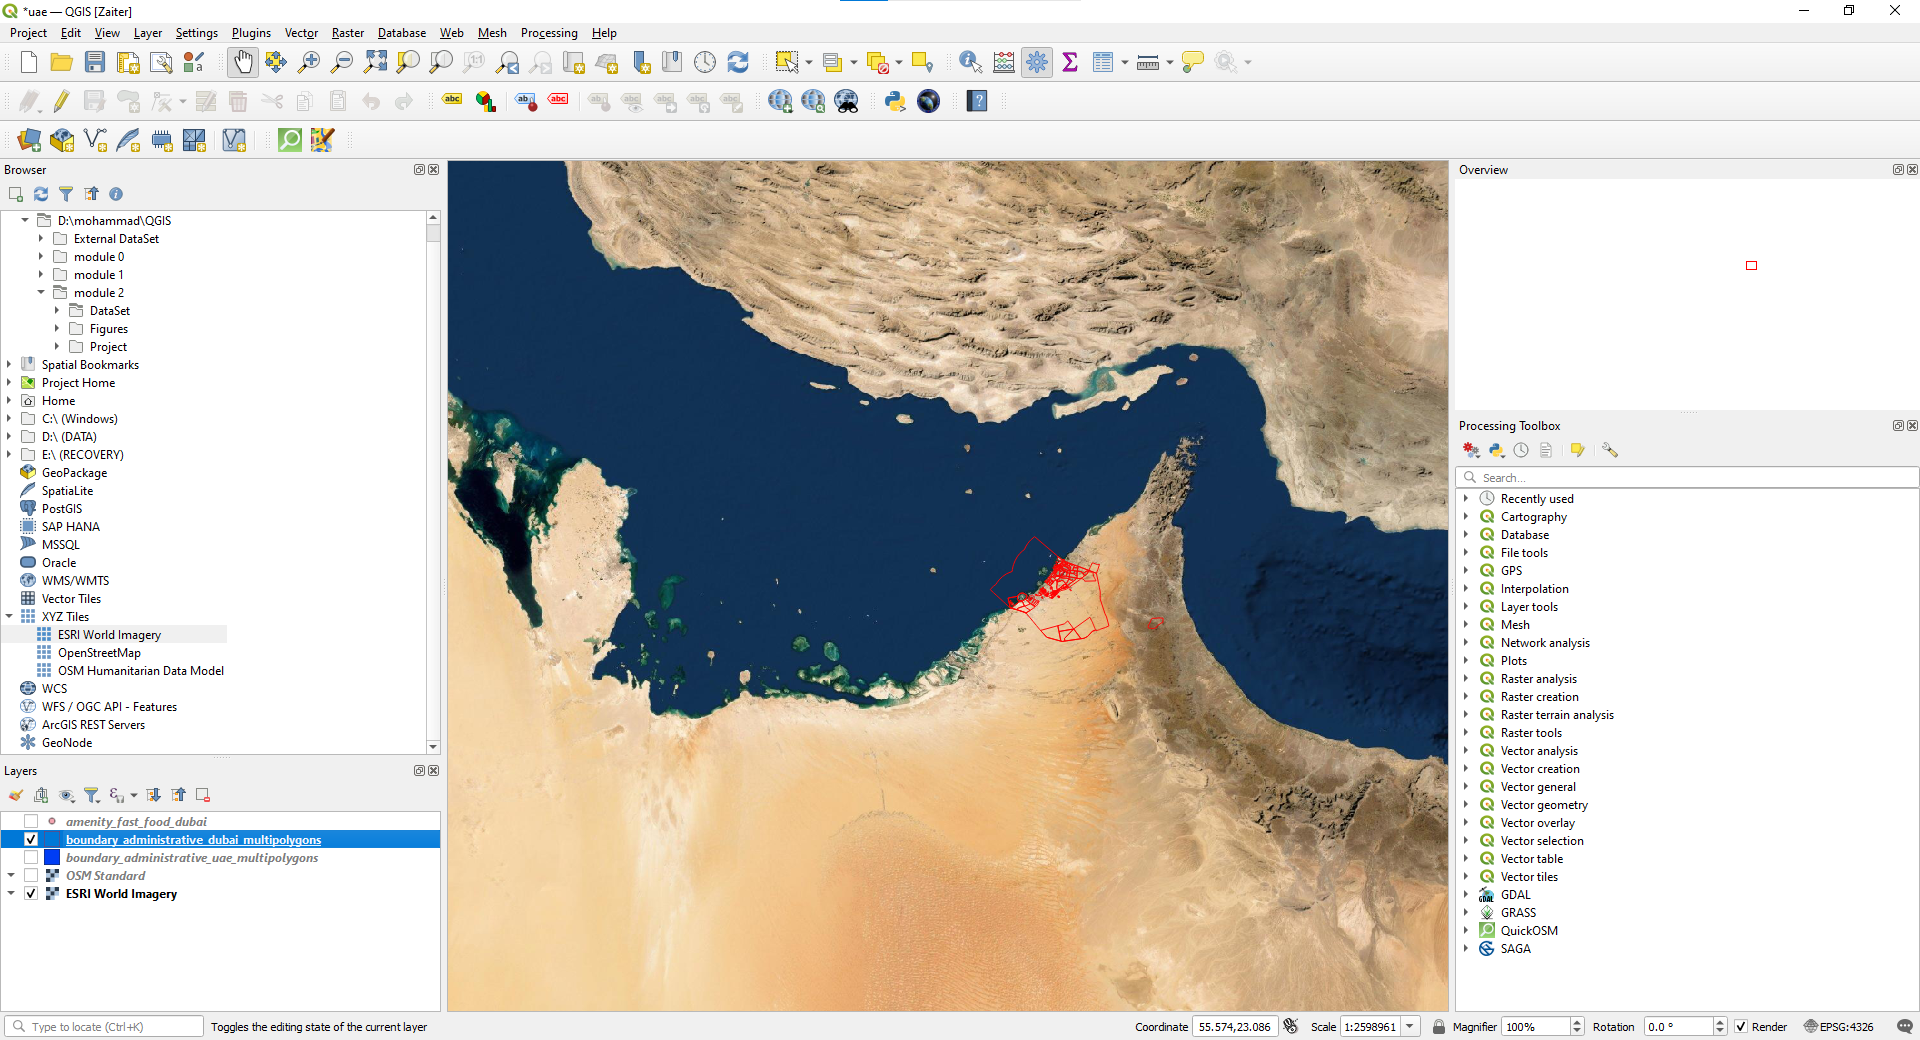 *uae — QGIS [Zaiter]
Project Edit View Layer Settings Plugins Vector Raster Database Web Mesh Processing Help
Browser
D:\mohammad\QGIS
External DataSet
module 0
module 1
module 2
DataSet
Figures
Project
Spatial Bookmarks
Project Home
Home
C:\ (Windows)
D:\ (DATA)
E:\ (RECOVERY)
GeoPackage
SpatiaLite
PostGIS
SAP HANA
MSSQL
Oracle
WMS/WMTS
Vector Tiles
XYZ Tiles
ESRI World Imagery
OpenStreetMap
OSM Humanitarian Data Model
WCS
WFS / OGC API - Features
ArcGIS REST Servers
GeoNode
Layers
amenity_fast_food_dubai
boundary_administrative_dubai_multipolygons
boundary_administrative_uae_multipolygons
OSM Standard
ESRI World Imagery
Overview
Processing Toolbox
Search...
Recently used
Cartography
Database
File tools
GPS
Interpolation
Layer tools
Mesh
Network analysis
Plots
Raster analysis
Raster creation
Raster terrain analysis
Raster tools
Vector analysis
Vector creation
Vector general
Vector geometry
Vector overlay
Vector selection
Vector table
Vector tiles
GDAL
GRASS
QuickOSM
SAGA
Type to locate (Ctrl+K) Toggles the editing state of the current layer Coordinate 55.574,23.086 Scale 1:2598961 Magnifier 100% Rotation 0.0 ° Render EPSG:4326